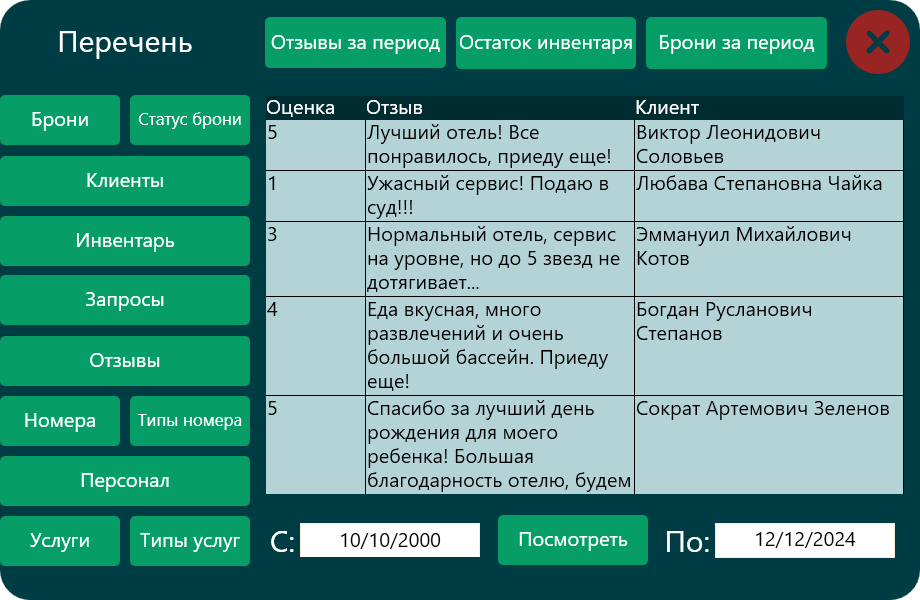 Перечень
Отзывы за период
Остаток инвентаря
Брони за период
Брони
Статус брони
Клиенты
Инвентарь
Запросы
Отзывы
Номера
Типы номера
Персонал
Услуги
Типы услуг
Оценка Отзыв Клиент
5 Лучший отель! Все Виктор Леонидович
понравилось, приеду еще! Соловьев
1 Ужасный сервис! Подаю в Любава Степановна Чайка
суд!!!
3 Нормальный отель, сервис Эммануил Михайлович
на уровне, но до 5 звезд не Котов
дотягивает...
4 Еда вкусная, много Богдан Русланович
развлечений и очень Степанов
большой бассейн. Приеду
еще!
5 Спасибо за лучший день Сократ Артемович Зеленов
рождения для моего
ребенка! Большая
благодарность отелю, будем
С: 10/10/2000 Посмотреть По: 12/12/2024